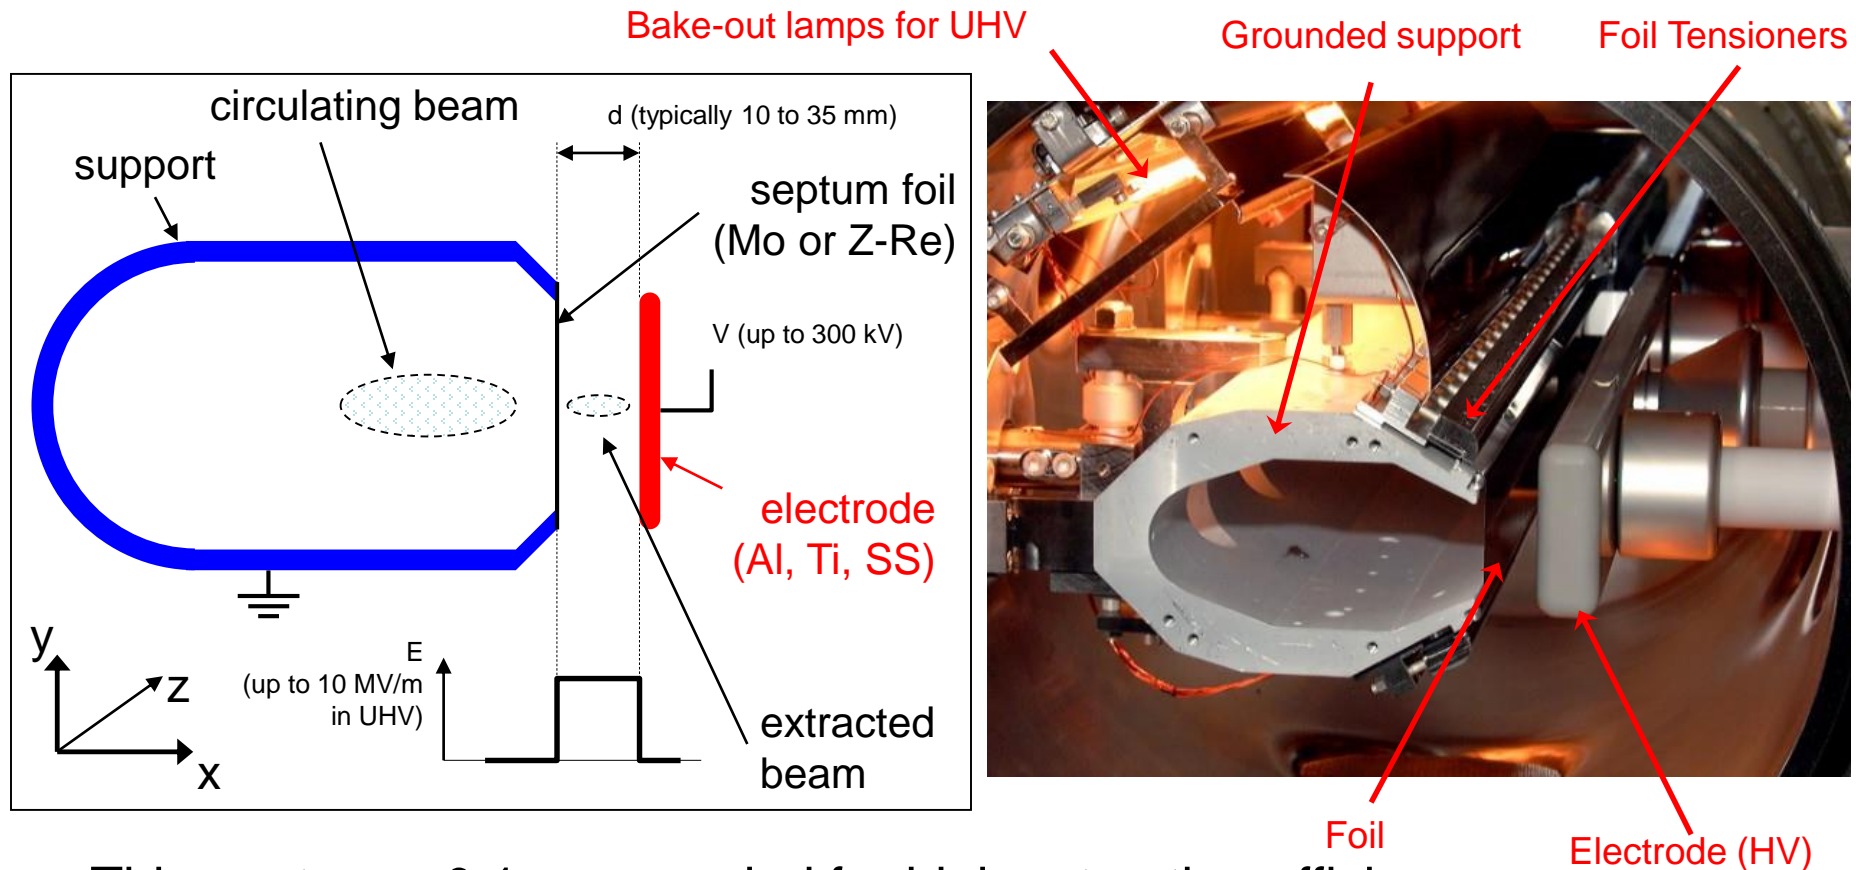 Bake-out lamps for UHV
Grounded support
Foil Tensioners
circulating beam
d (typically 10 to 35 mm)
support
septum foil
(Mo or Z-Re)
V (up to 300 kV)
electrode
(Al, Ti, SS)
y
z
x
E
(up to 10 MV/m
in UHV)
extracted
beam
Foil
Electrode (HV)